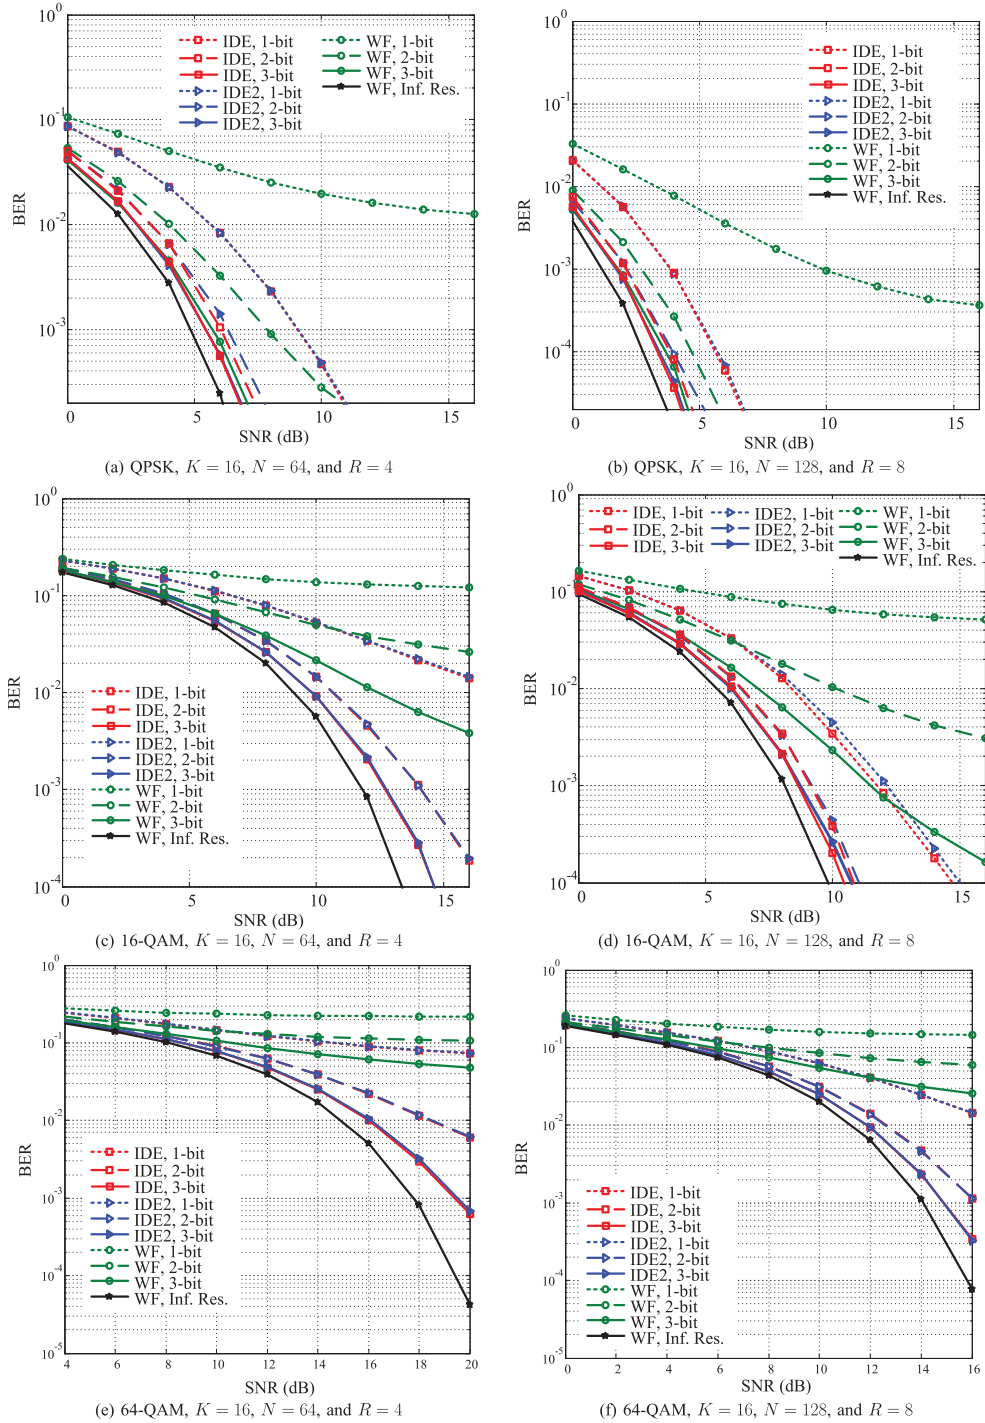 10^0
10^-1
10^-2
10^-3
BER
0
5
10
15
SNR (dB)
IDE, 1-bit
IDE, 2-bit
IDE, 3-bit
IDE2, 1-bit
IDE2, 2-bit
IDE2, 3-bit
WF, 1-bit
WF, 2-bit
WF, 3-bit
WF, Inf. Res.
(a) QPSK, K = 16, N = 64, and R = 4
10^0
10^-1
10^-2
10^-3
10^-4
BER
0
5
10
15
SNR (dB)
IDE, 1-bit
IDE, 2-bit
IDE, 3-bit
IDE2, 1-bit
IDE2, 2-bit
IDE2, 3-bit
WF, 1-bit
WF, 2-bit
WF, 3-bit
WF, Inf. Res.
(b) QPSK, K = 16, N = 128, and R = 8
10^0
10^-1
10^-2
10^-3
10^-4
BER
0
5
10
15
SNR (dB)
IDE, 1-bit
IDE, 2-bit
IDE, 3-bit
IDE2, 1-bit
IDE2, 2-bit
IDE2, 3-bit
WF, 1-bit
WF, 2-bit
WF, 3-bit
WF, Inf. Res.
(c) 16-QAM, K = 16, N = 64, and R = 4
10^0
10^-1
10^-2
10^-3
10^-4
BER
0
5
10
15
SNR (dB)
IDE, 1-bit
IDE, 2-bit
IDE, 3-bit
IDE2, 1-bit
IDE2, 2-bit
IDE2, 3-bit
WF, 1-bit
WF, 2-bit
WF, 3-bit
WF, Inf. Res.
(d) 16-QAM, K = 16, N = 128, and R = 8
10^0
10^-1
10^-2
10^-3
10^-4
10^-5
BER
4
6
8
10
12
14
16
18
20
SNR (dB)
IDE, 1-bit
IDE, 2-bit
IDE, 3-bit
IDE2, 1-bit
IDE2, 2-bit
IDE2, 3-bit
WF, 1-bit
WF, 2-bit
WF, 3-bit
WF, Inf. Res.
(e) 64-QAM, K = 16, N = 64, and R = 4
10^0
10^-1
10^-2
10^-3
10^-4
10^-5
BER
0
2
4
6
8
10
12
14
16
SNR (dB)
IDE, 1-bit
IDE, 2-bit
IDE, 3-bit
IDE2, 1-bit
IDE2, 2-bit
IDE2, 3-bit
WF, 1-bit
WF, 2-bit
WF, 3-bit
WF, Inf. Res.
(f) 64-QAM, K = 16, N = 128, and R = 8